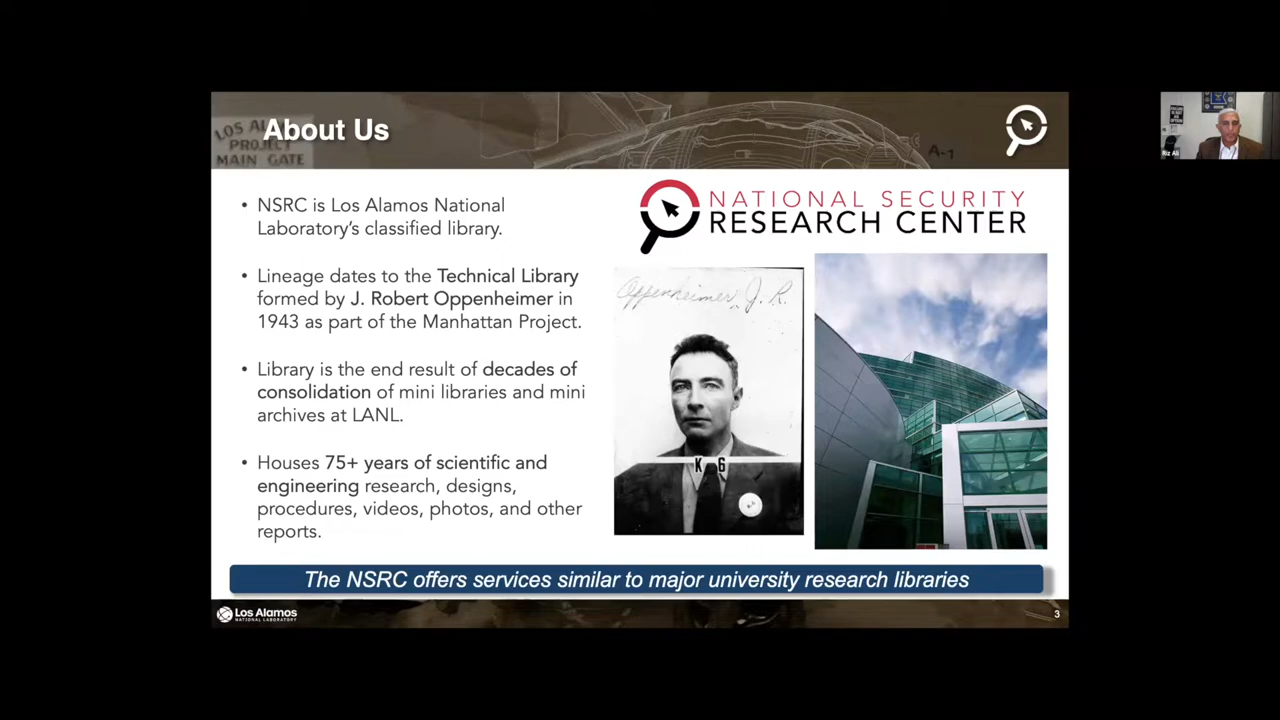 LOS AL
PROJECT
MAIN GATE
About Us
A-1
• NSRC is Los Alamos National
Laboratory's classified library.
• Lineage dates to the Technical Library
formed by J. Robert Oppenheimer in
1943 as part of the Manhattan Project.
• Library is the end result of decades of
consolidation of mini libraries and mini
archives at LANL.
• Houses 75+ years of scientific and
engineering research, designs,
procedures, videos, photos, and other
reports.
NATIONAL SECURITY
RESEARCH CENTER
Oppenheimer, J. R.
K 6
The NSRC offers services similar to major university research libraries
Los Alamos
NATIONAL LABORATORY
3
Riz Ali